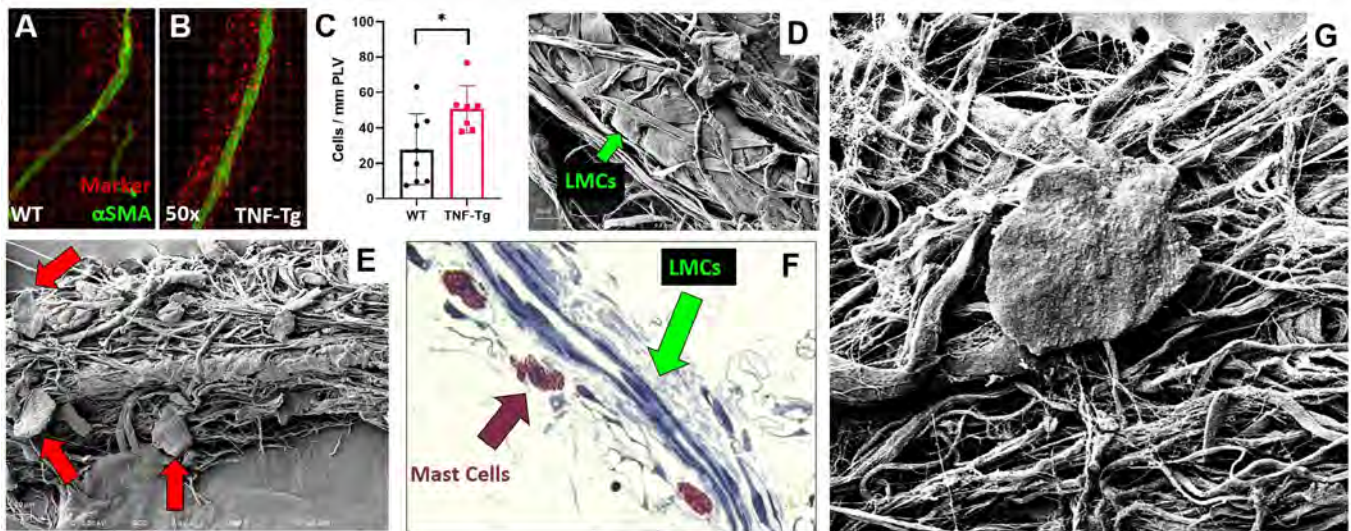 A
Marker
WT
αSMA
B
50x
TNF-Tg
C
*
Cells / mm PLV
100
80
60
40
20
0
WT
TNF-Tg
D
LMCs
E
F
LMCs
Mast Cells
G